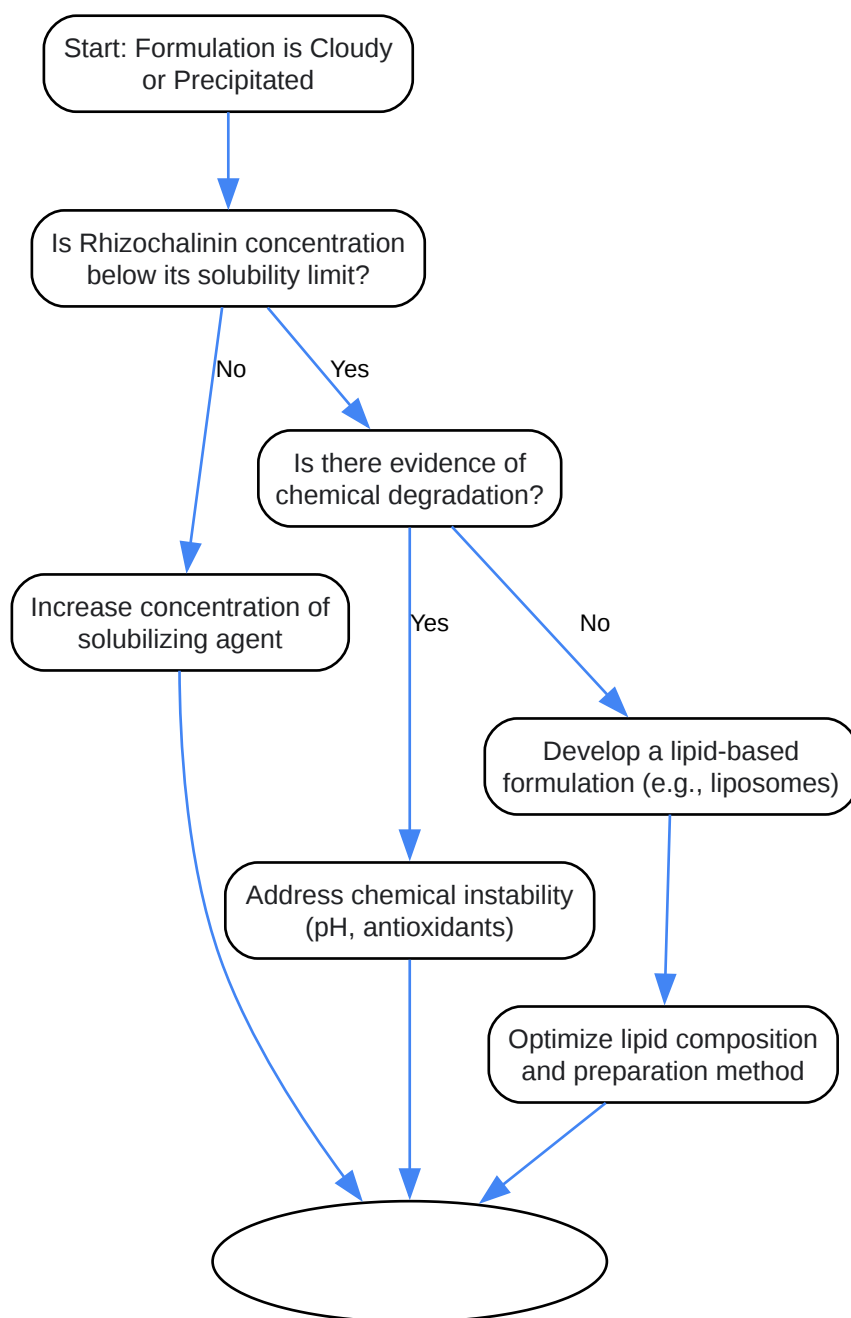 Start: Formulation is Cloudy
or Precipitated
Is Rhizochalinin concentration
below its solubility limit?
No
Yes
Is there evidence of
chemical degradation?
Increase concentration of
solubilizing agent
Yes
No
Develop a lipid-based
formulation (e.g., liposomes)
Address chemical instability
(pH, antioxidants)
Optimize lipid composition
and preparation method